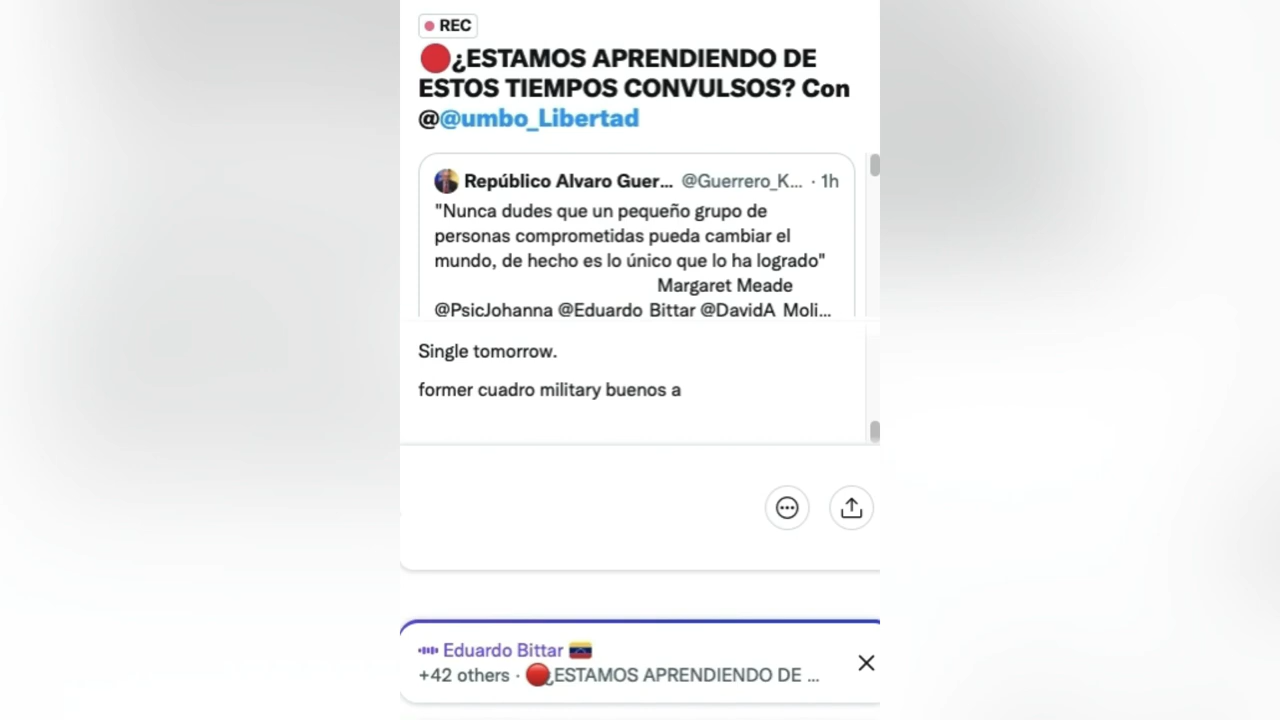 REC
🔴¿ESTAMOS APRENDIENDO DE
ESTOS TIEMPOS CONVULSOS? Con
@@umbo_Libertad
Repúblico Alvaro Guer... @Guerrero_K... · 1h
"Nunca dudes que un pequeño grupo de
personas comprometidas pueda cambiar el
mundo, de hecho es lo único que lo ha logrado"
Margaret Meade
@PsicJohanna @Eduardo_Bittar @DavidA_Moli...
Single tomorrow.
former cuadro military buenos a
Eduardo Bittar 🇻🇪
+42 others · 🔴¿ESTAMOS APRENDIENDO DE ...